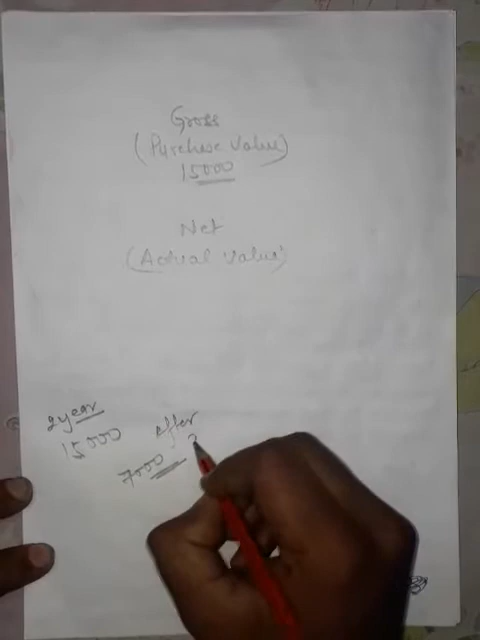 Gross
(Purchase Value)
15000
Net
(Actual Value)
2year
15000
after
7000